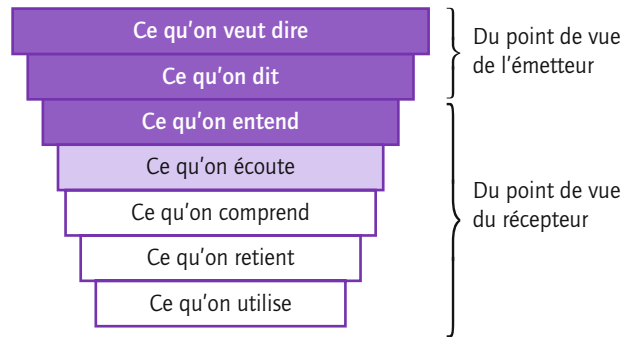 Ce qu'on veut dire
Ce qu'on dit
Du point de vue
de l'émetteur
Ce qu'on entend
Ce qu'on écoute
Ce qu'on comprend
Ce qu'on retient
Ce qu'on utilise
Du point de vue
du récepteur